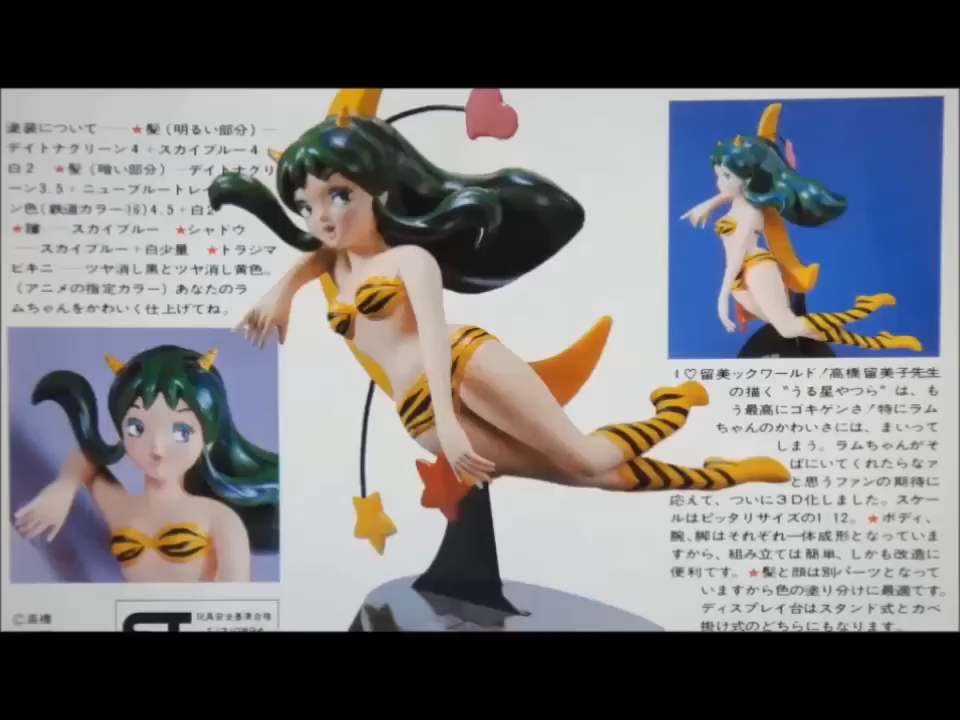 塗装について──★髪（明るい部分）─
デイトナグリーン4＋スカイブルー4＋
白2　★髪（暗い部分）─デイトナグリ
ーン3.5＋ニューブルートレイ
ン色（鉄道カラー⑯）4.5＋白2
★瞳──スカイブルー　★シャドウ
──スカイブルー＋白少量　★トラジマ
ビキニ──ツヤ消し黒とツヤ消し黄色。
（アニメの指定カラー）あなたのラ
ムちゃんをかわいく仕上げてね。
©高橋
ST
玩具安全基準合格
I♡留美ックワールド！高橋留美子先生
の描く“うる星やつら”は、も
う最高にゴキゲンさ！特にラム
ちゃんのかわいさには、まいって
しまう。ラムちゃんがそ
ばにいてくれたらなァ
と思うファンの期待に
応えて、ついに3D化しました。スケー
ルはピッタリサイズの1/12。★ボディ、
腕、脚はそれぞれ一体成形となっていま
すから、組み立ては簡単、しかも改造に
便利です。★髪と顔は別パーツとなって
いますから色の塗り分けに最適です。
ディスプレイ台はスタンド式とカベ
掛け式のどちらにもなります。